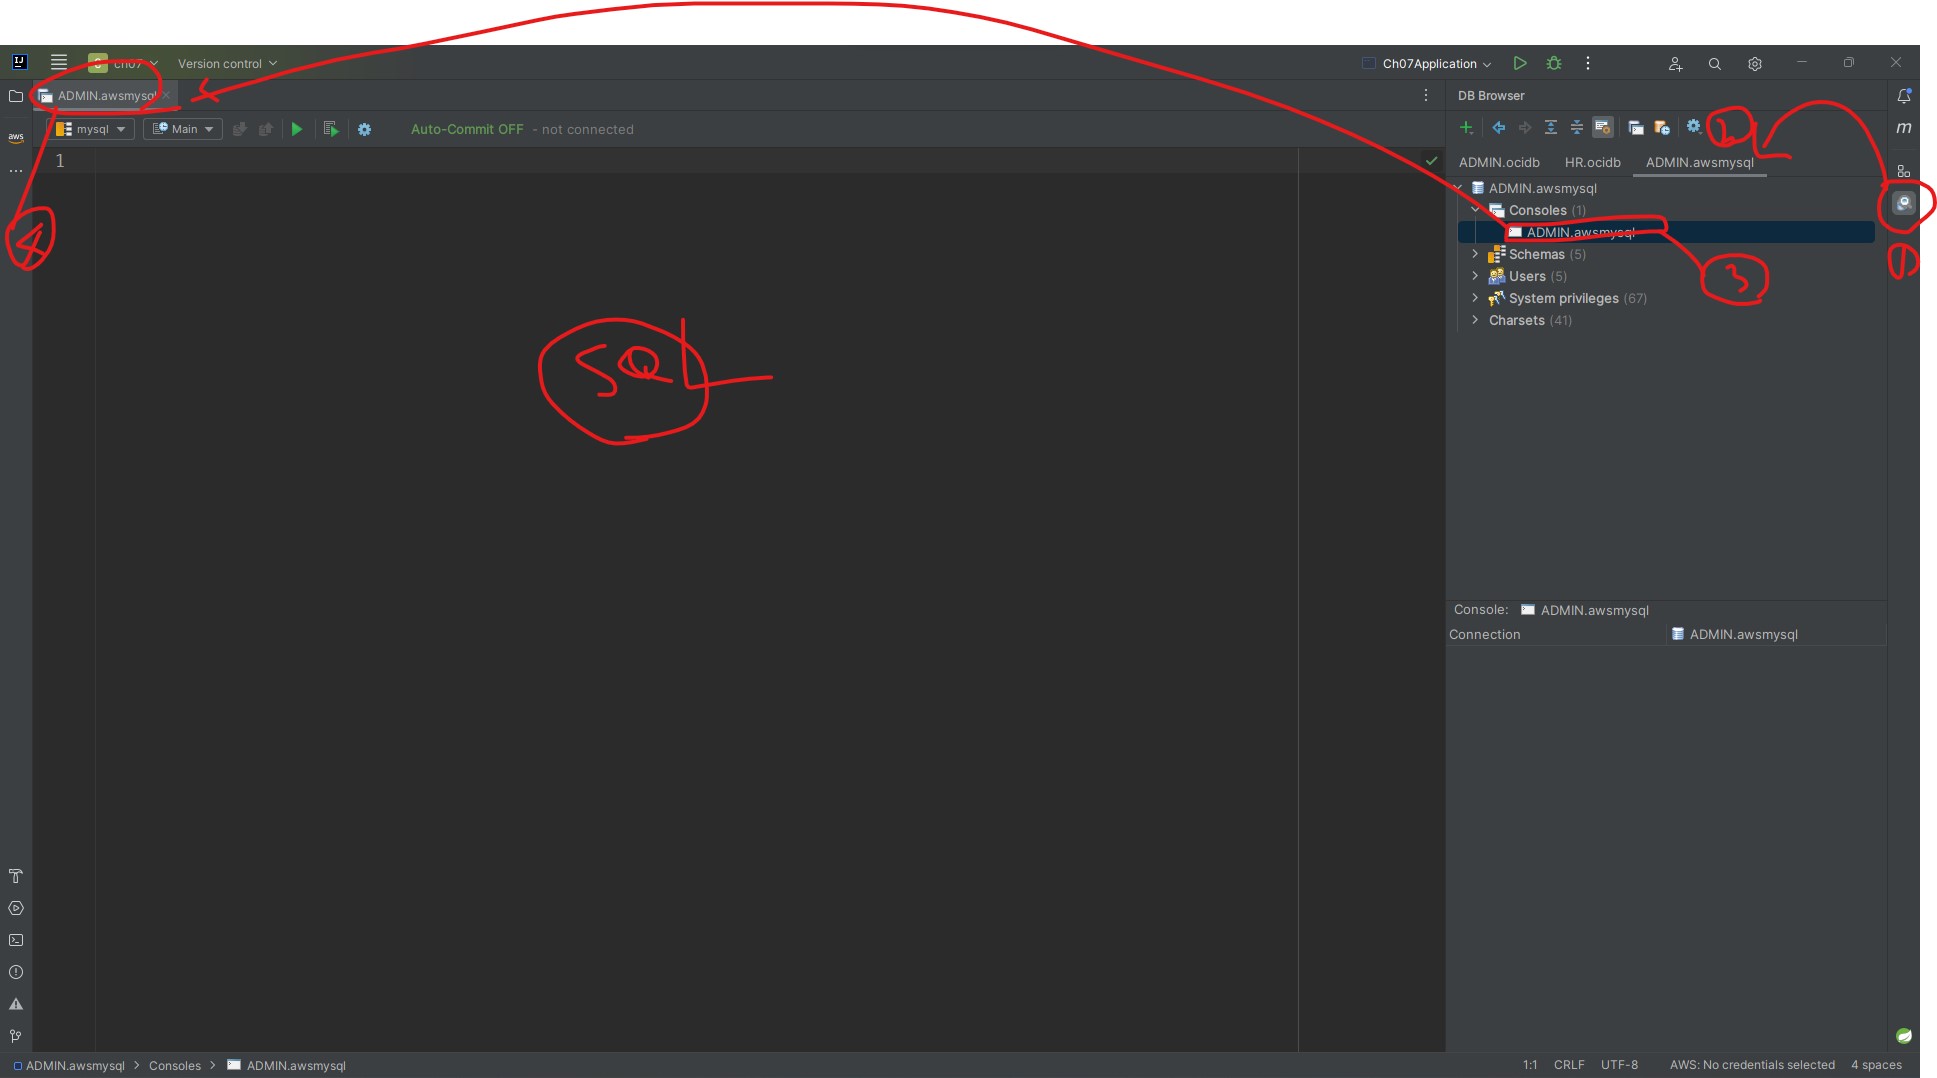 ch07 Version control Ch07Application
ADMIN.awsmysql DB Browser
mysql Main Auto-Commit OFF - not connected
2
1
ADMIN.ocidb HR.ocidb ADMIN.awsmysql
aws
m
ADMIN.awsmysql
Consoles (1)
ADMIN.awsmysql
Schemas (5)
Users (5)
System privileges (67)
Charsets (41)
4
1
3
SQL
Console: ADMIN.awsmysql
Connection ADMIN.awsmysql
ADMIN.awsmysql > Consoles > ADMIN.awsmysql 1:1 CRLF UTF-8 AWS: No credentials selected 4 spaces